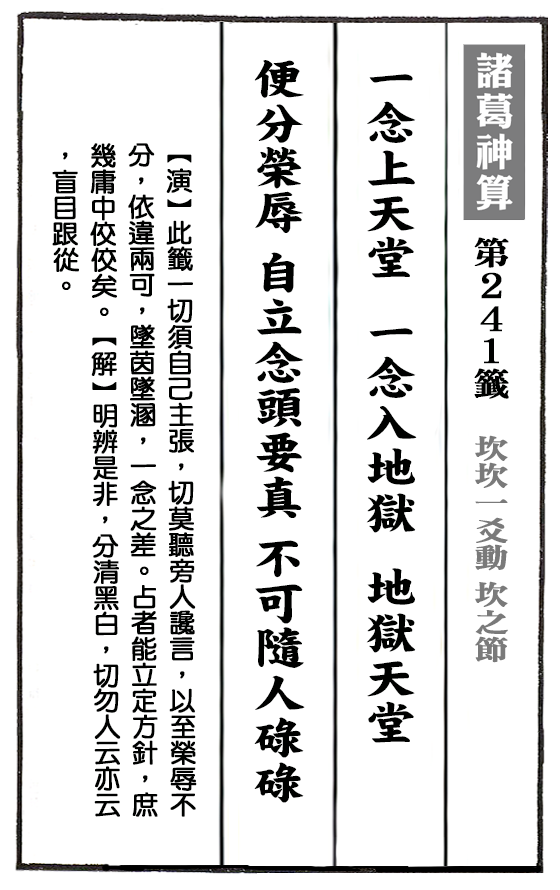 諸葛神算 第241籤 坎坎一爻動 坎之節
一念上天堂 一念入地獄 地獄天堂
便分榮辱 自立念頭要真 不可隨人碌碌
【演】此籤一切須自己主張，切莫聽旁人讒言，以至榮辱不
分，依違兩可，墜茵墜溷，一念之差。占者能立定方針，庶
幾庸中佼佼矣。【解】明辨是非，分清黑白，切勿人云亦云
，盲目跟從。